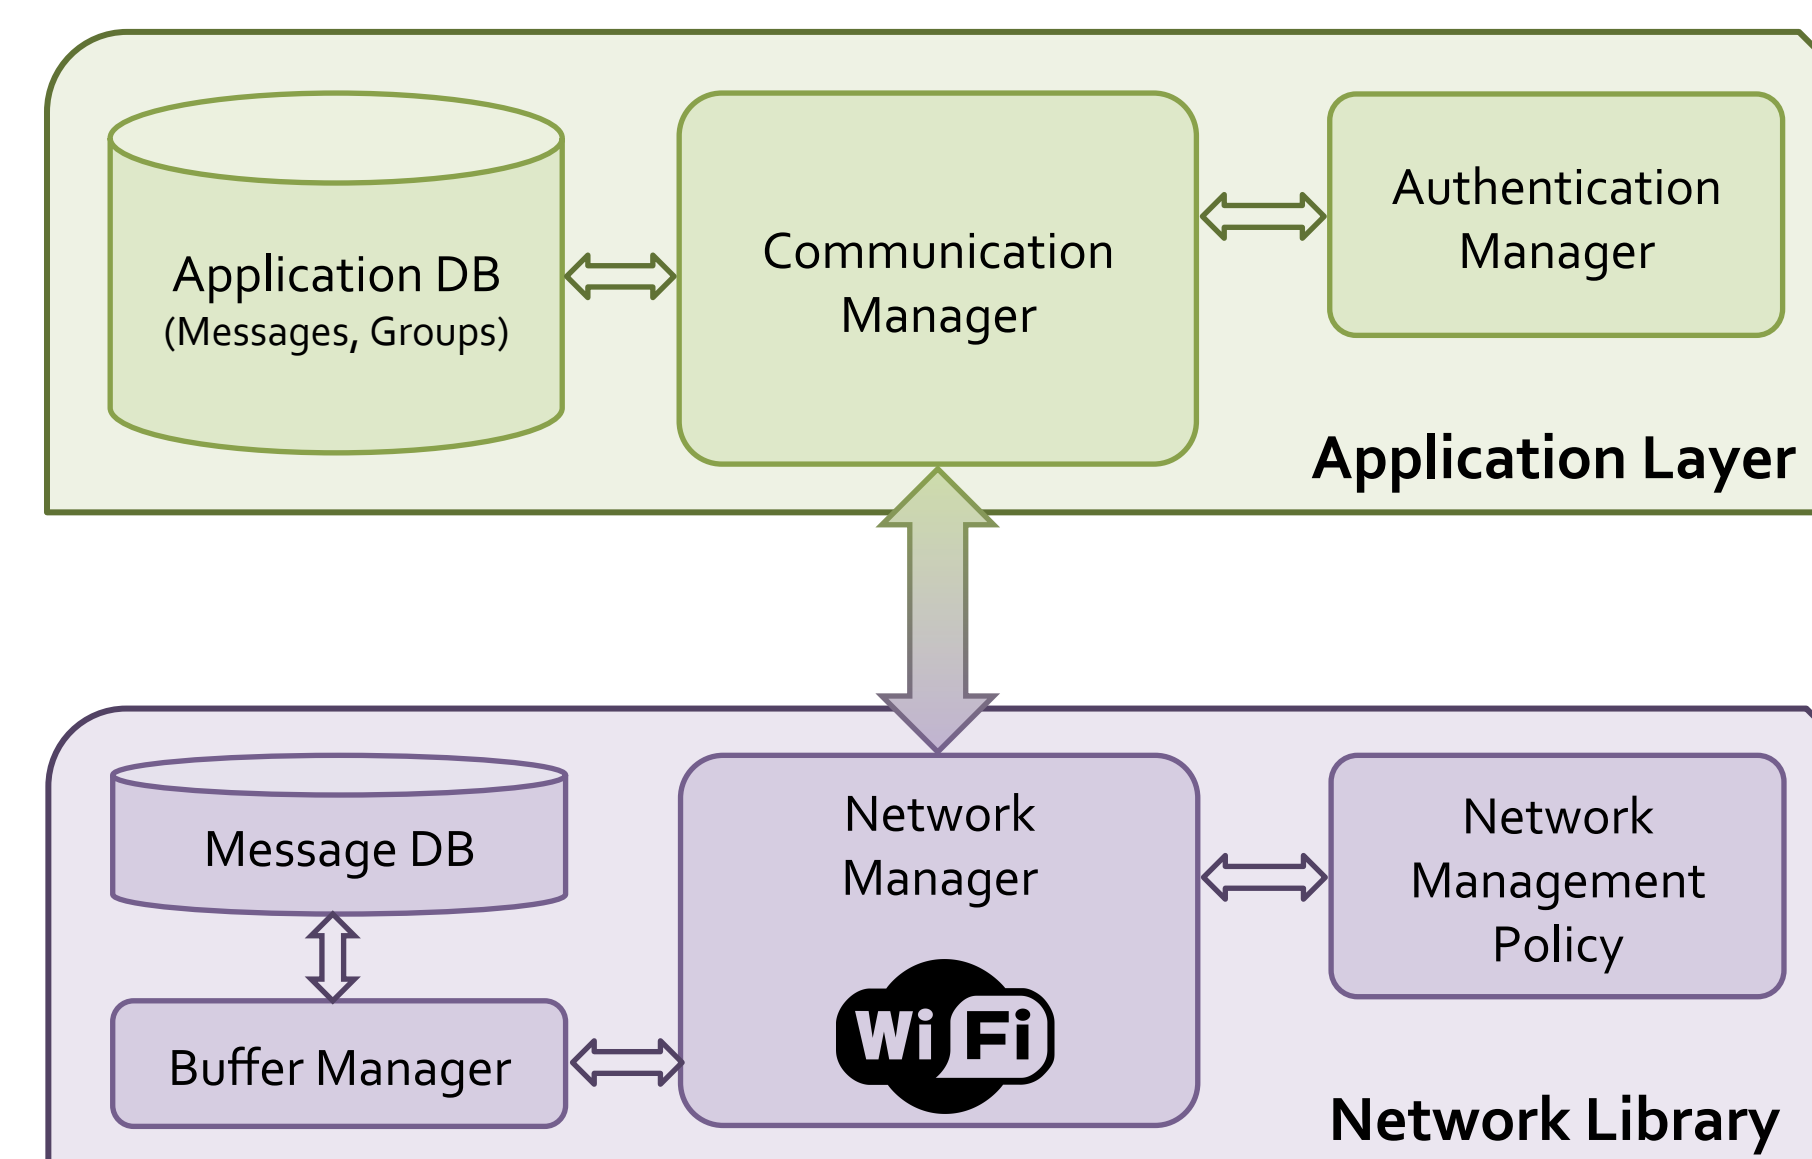 Application DB
(Messages, Groups)
Communication
Manager
Authentication
Manager
Application Layer
Message DB
Buffer Manager
Network
Manager
Wi Fi
Network
Management
Policy
Network Library